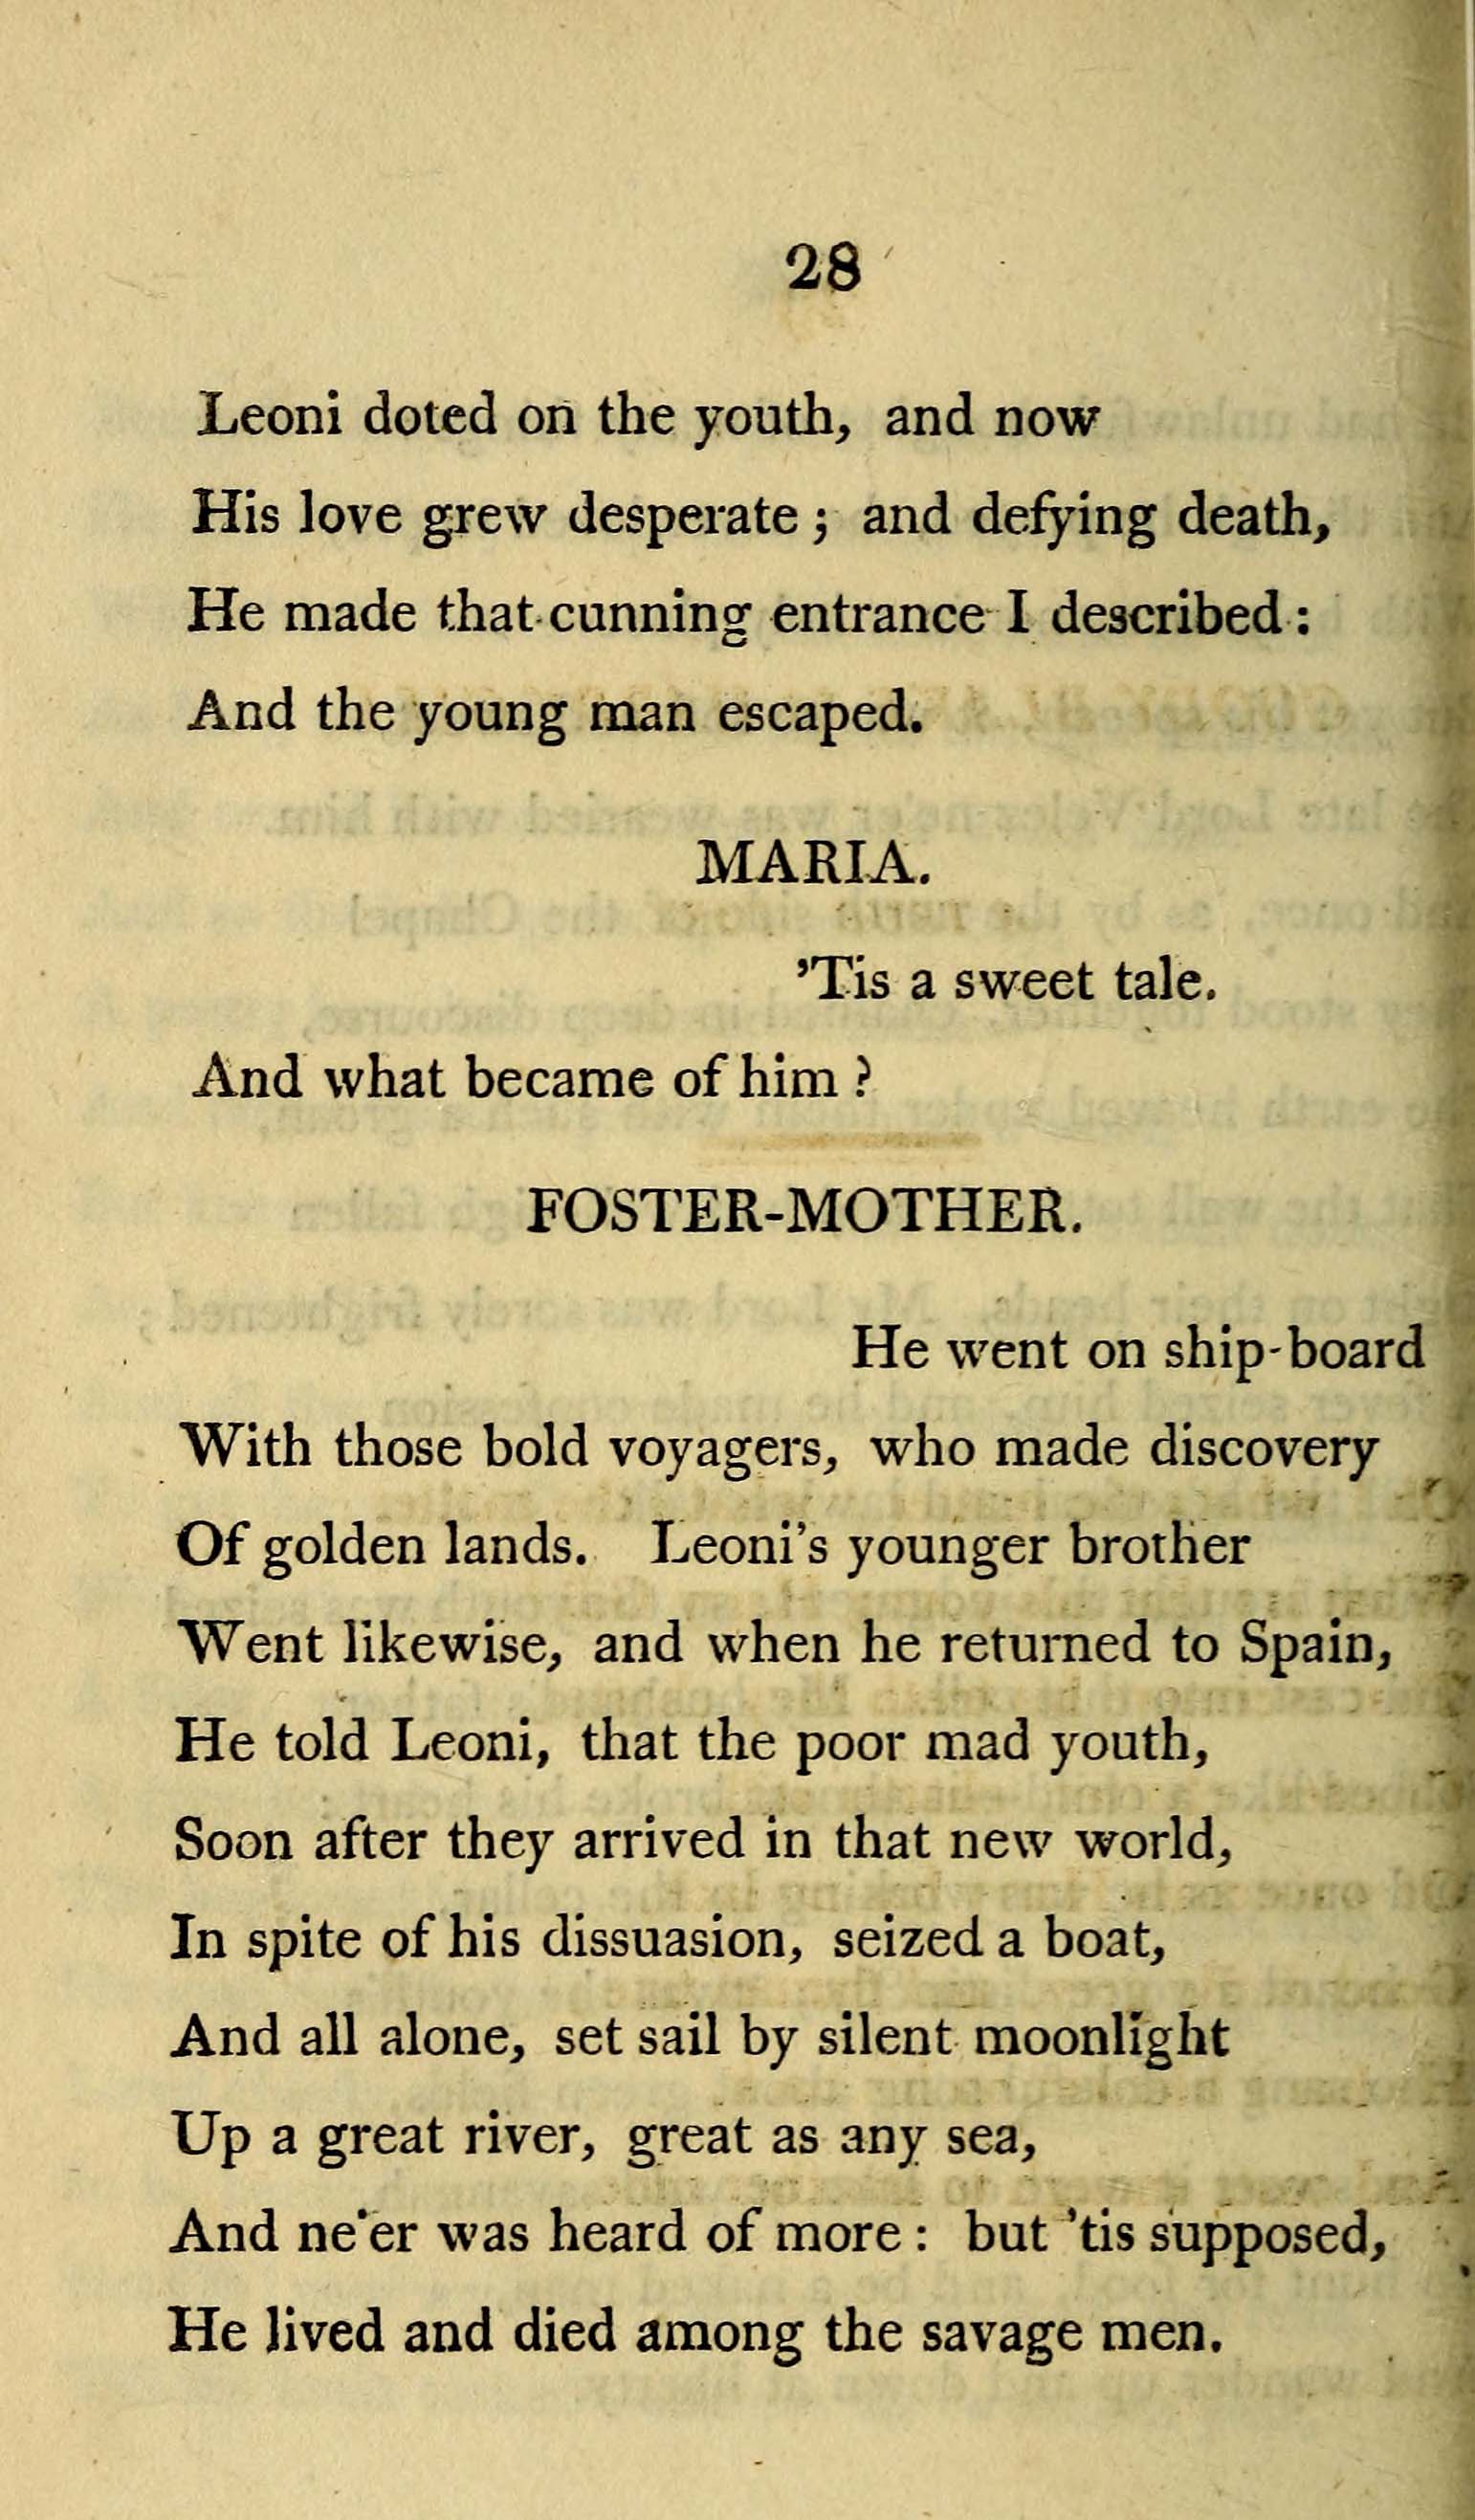 28
Leoni doted on the youth, and now
His love grew desperate; and defying death,
He made that cunning entrance I described:
And the young man escaped.
MARIA.
'Tis a sweet tale.
And what became of him?
FOSTER-MOTHER.
He went on ship-board
With those bold voyagers, who made discovery
Of golden lands. Leoni's younger brother
Went likewise, and when he returned to Spain,
He told Leoni, that the poor mad youth,
Soon after they arrived in that new world,
In spite of his dissuasion, seized a boat,
And all alone, set sail by silent moonlight
Up a great river, great as any sea,
And ne'er was heard of more: but 'tis supposed,
He lived and died among the savage men.